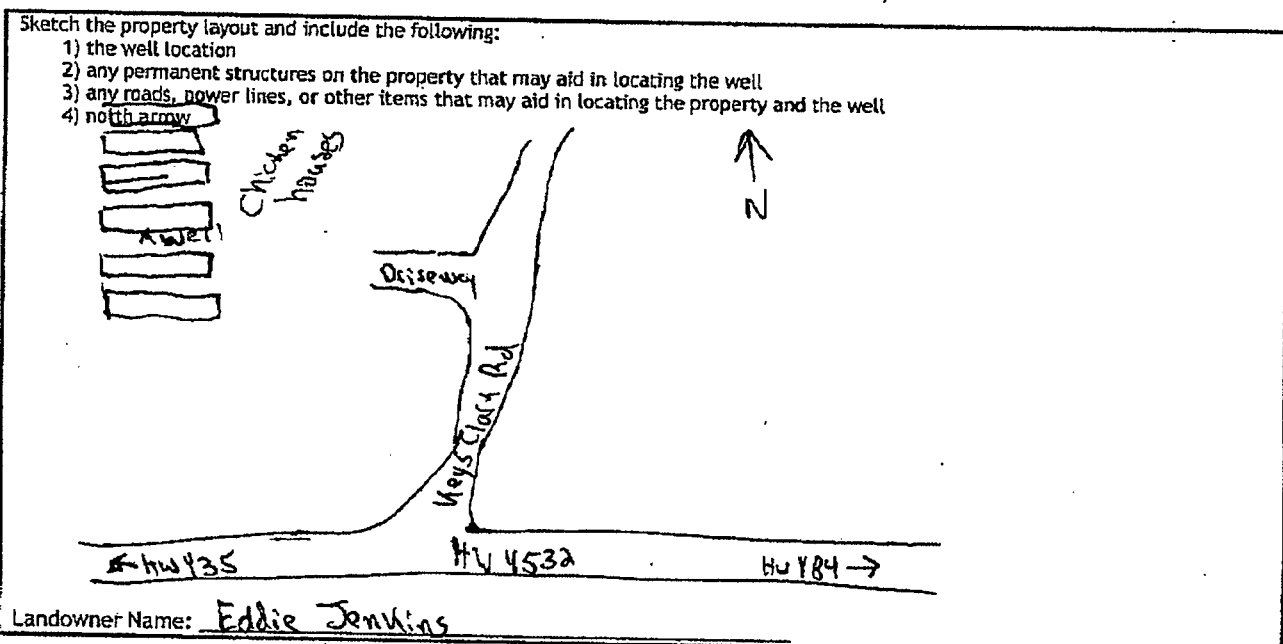 Sketch the property layout and include the following:
1) the well location
2) any permanent structures on the property that may aid in locating the well
3) any roads, power lines, or other items that may aid in locating the property and the well
4) north arrow
Chicken
houses
N
* well
Driveway
Keys Clark Rd
← HWY 35
HWY 532
HWY 84 →
Landowner Name: Eddie Jenkins